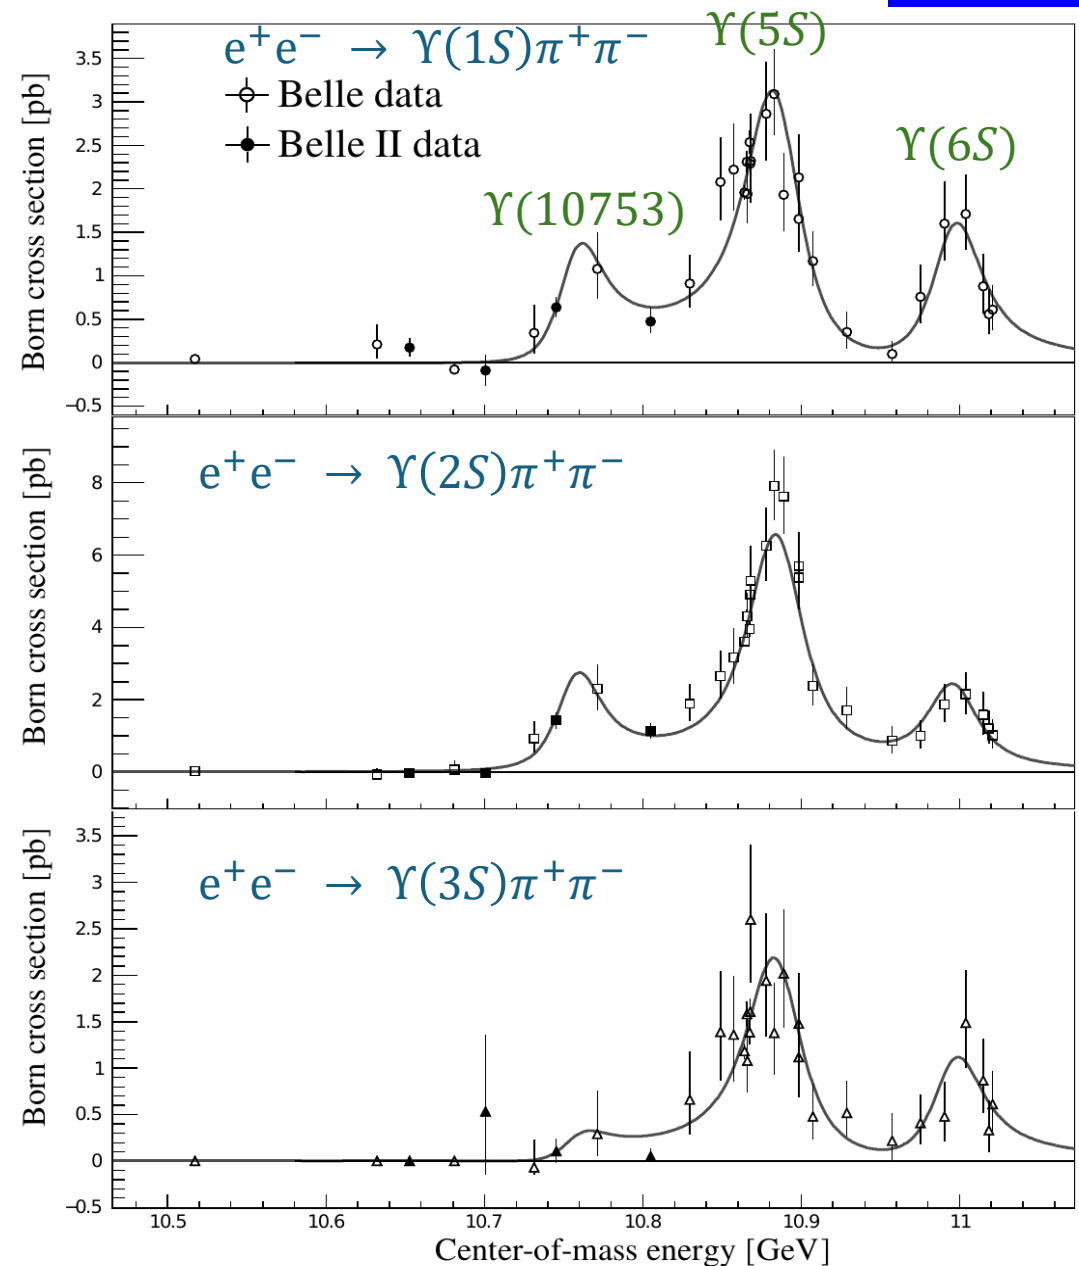 ϒ(5S)
e⁺e⁻ → ϒ(1S)π⁺π⁻
Belle data
Belle II data
ϒ(10753)
ϒ(6S)
Born cross section [pb]
3.5
3
2.5
2
1.5
1
0.5
0
−0.5
e⁺e⁻ → ϒ(2S)π⁺π⁻
Born cross section [pb]
8
6
4
2
0
e⁺e⁻ → ϒ(3S)π⁺π⁻
Born cross section [pb]
3.5
3
2.5
2
1.5
1
0.5
0
−0.5
10.5 10.6 10.7 10.8 10.9 11
Center-of-mass energy [GeV]